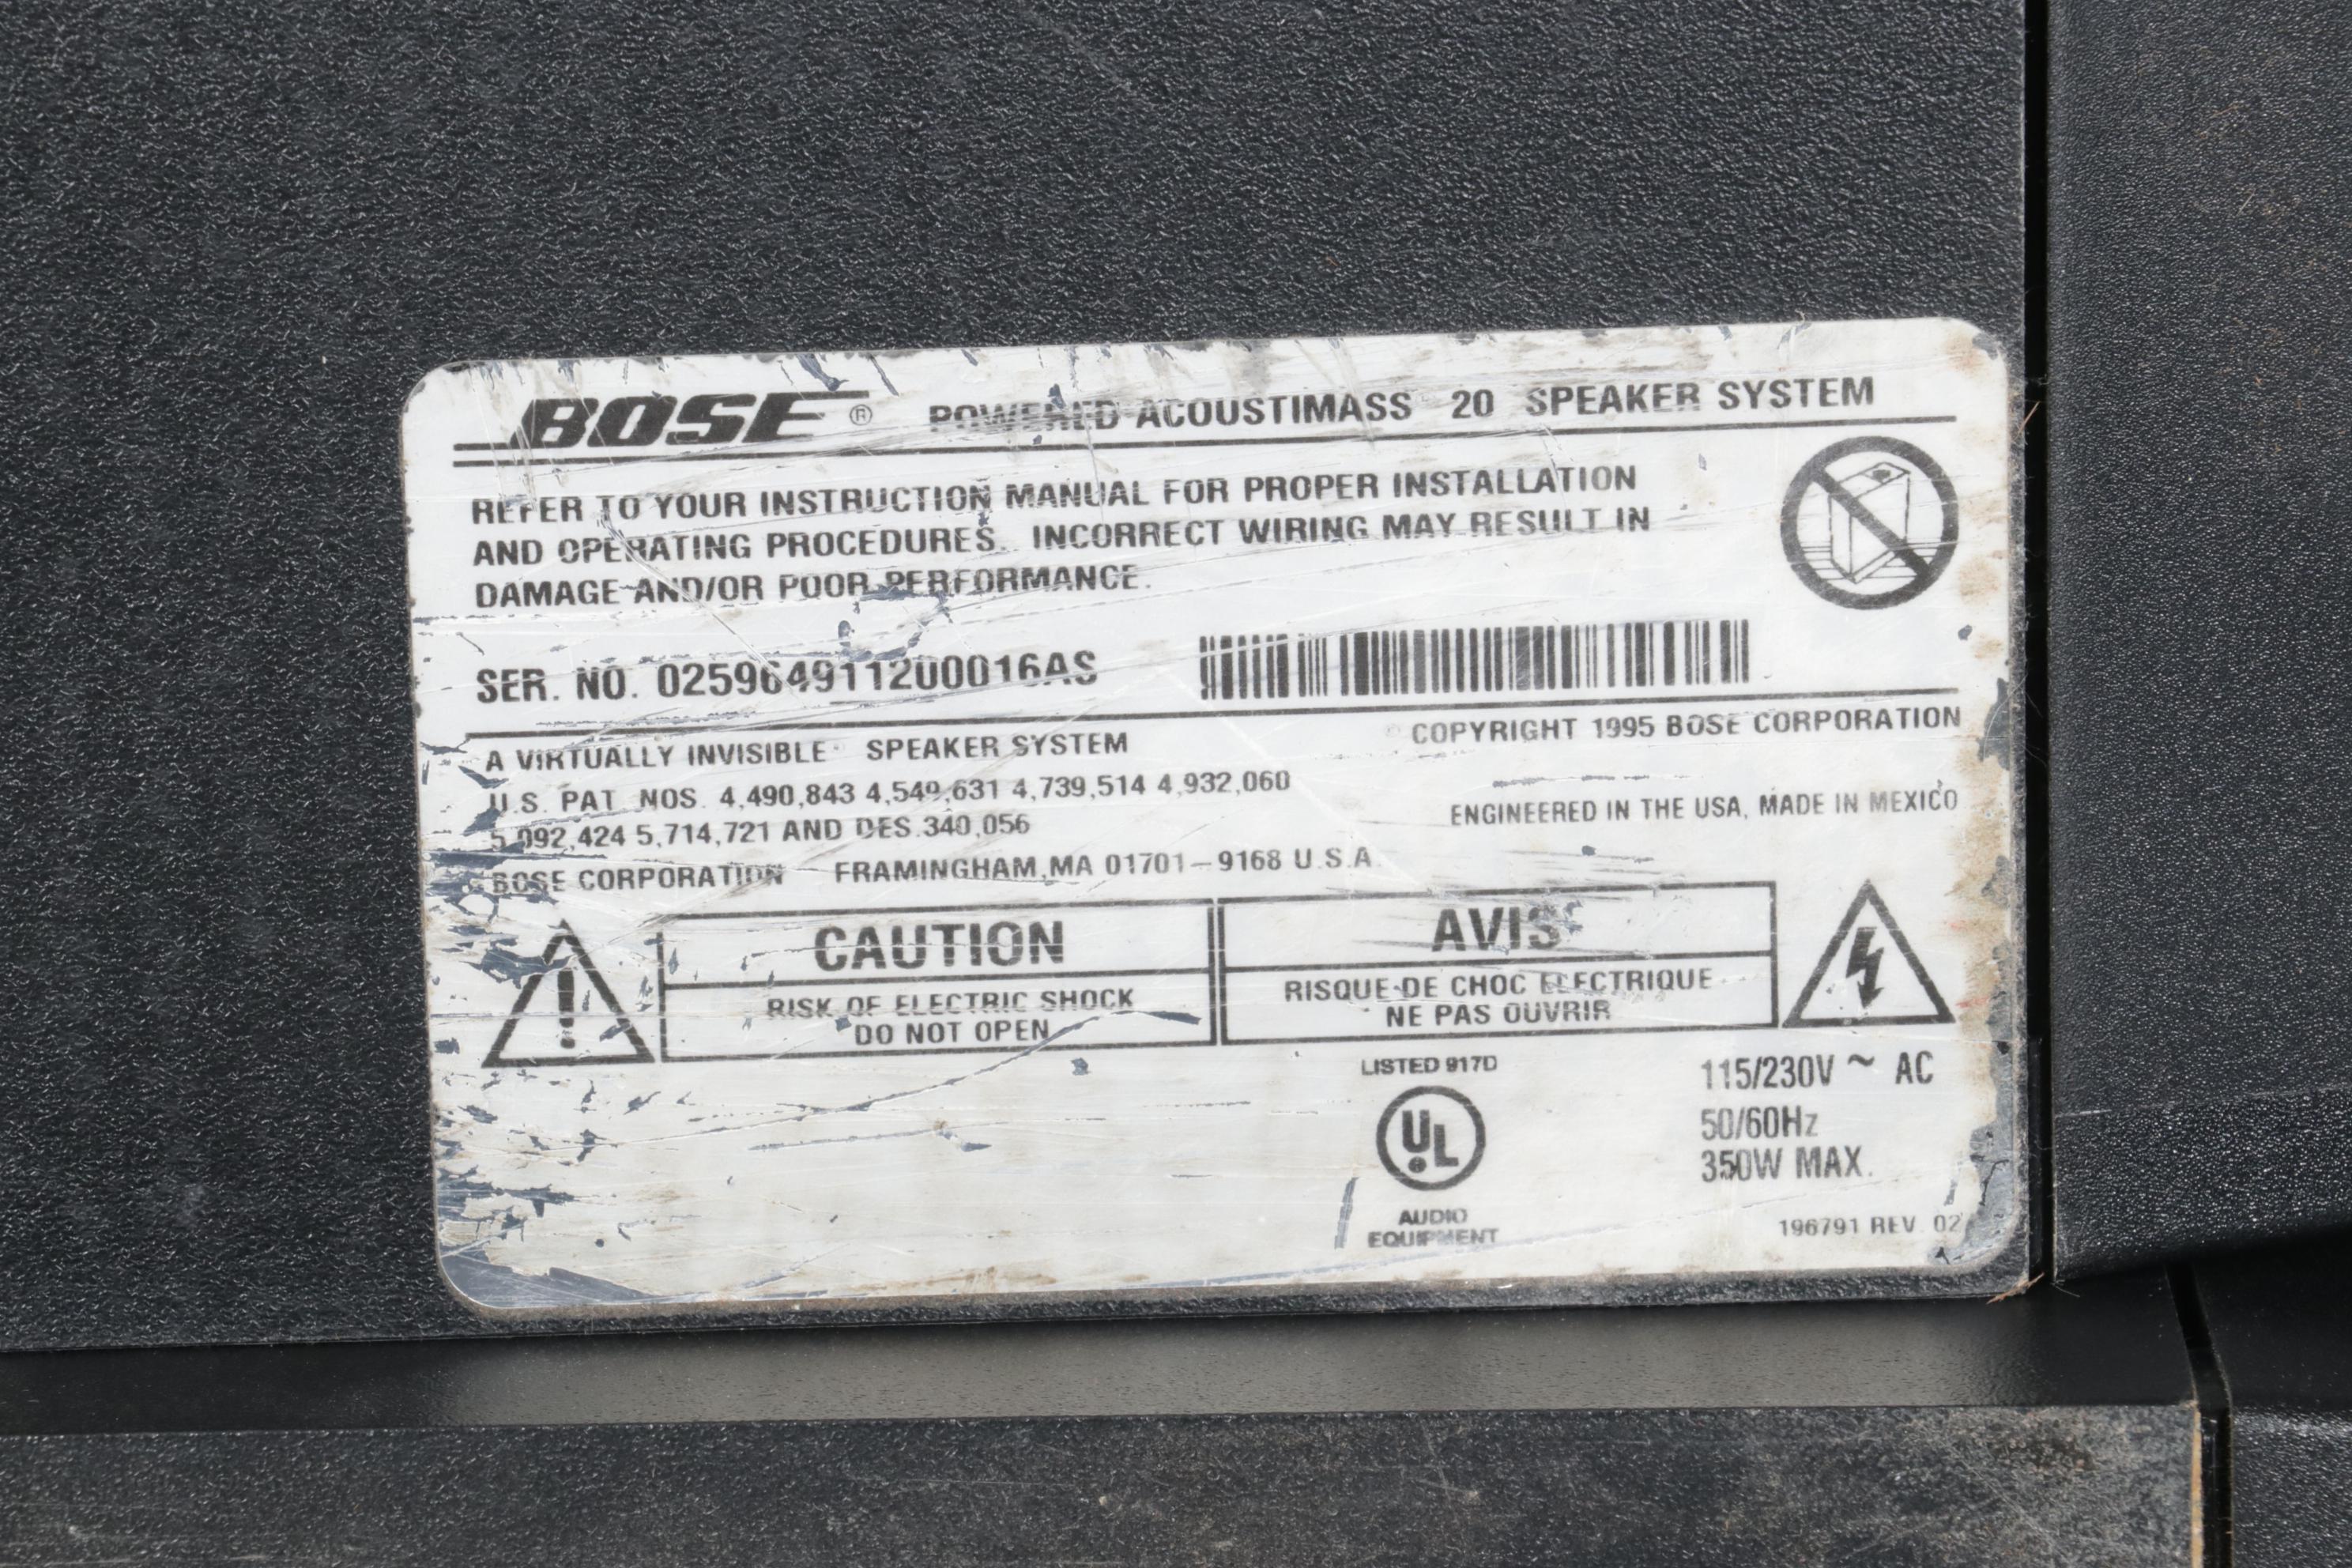 BOSE® POWERED ACOUSTIMASS 20 SPEAKER SYSTEM
REFER TO YOUR INSTRUCTION MANUAL FOR PROPER INSTALLATION
AND OPERATING PROCEDURES. INCORRECT WIRING MAY RESULT IN
DAMAGE AND/OR POOR PERFORMANCE.
SER. NO. 025964911200016AS
A VIRTUALLY INVISIBLE SPEAKER SYSTEM
COPYRIGHT 1995 BOSE CORPORATION
U.S. PAT. NOS. 4,490,843 4,549,631 4,739,514 4,932,060
5,092,424 5,714,721 AND DES.340,056
ENGINEERED IN THE USA, MADE IN MEXICO
BOSE CORPORATION FRAMINGHAM,MA 01701-9168 U.S.A.
CAUTION
RISK OF ELECTRIC SHOCK
DO NOT OPEN
AVIS
RISQUE DE CHOC ELECTRIQUE
NE PAS OUVRIR
LISTED 917D
UL
AUDIO
EQUIPMENT
115/230V ~ AC
50/60Hz
350W MAX.
196791 REV. 02